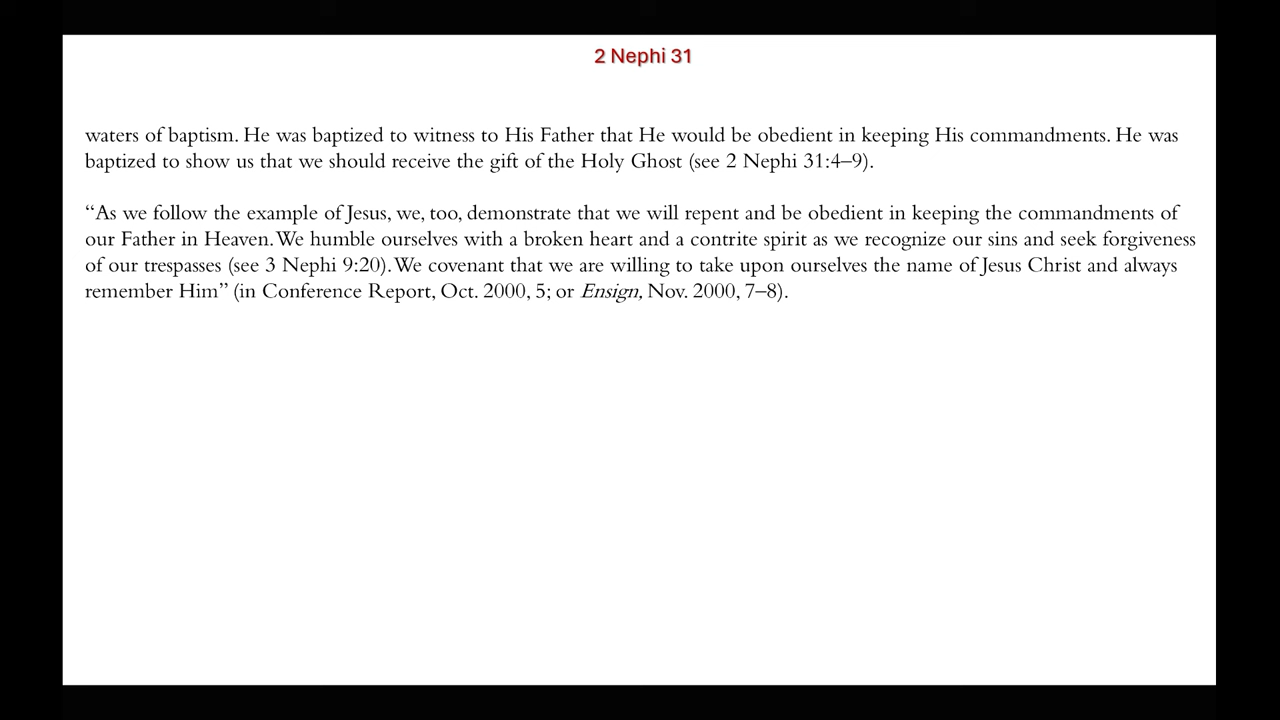 2 Nephi 31
waters of baptism. He was baptized to witness to His Father that He would be obedient in keeping His commandments. He was
baptized to show us that we should receive the gift of the Holy Ghost (see 2 Nephi 31:4–9).
“As we follow the example of Jesus, we, too, demonstrate that we will repent and be obedient in keeping the commandments of
our Father in Heaven. We humble ourselves with a broken heart and a contrite spirit as we recognize our sins and seek forgiveness
of our trespasses (see 3 Nephi 9:20). We covenant that we are willing to take upon ourselves the name of Jesus Christ and always
remember Him” (in Conference Report, Oct. 2000, 5; or Ensign, Nov. 2000, 7–8).